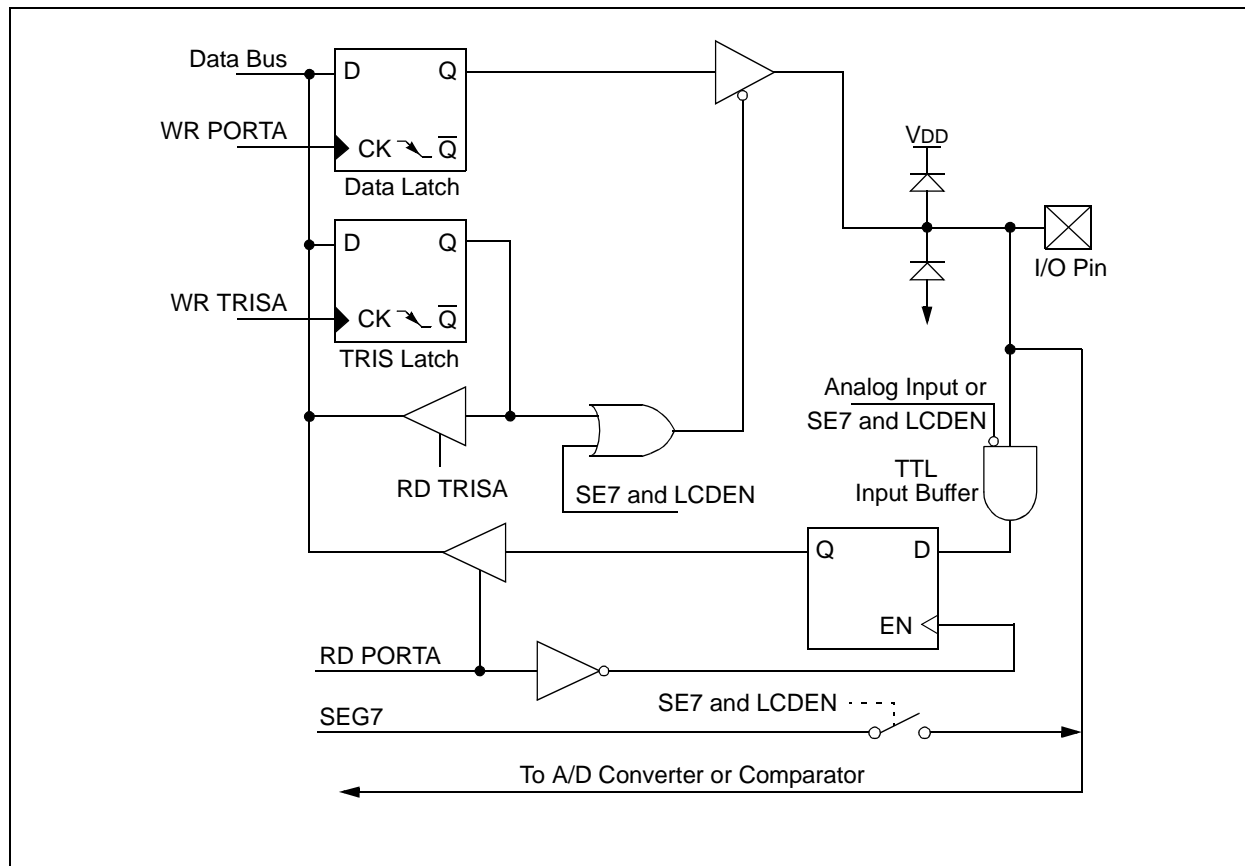 Data Bus
D
Q
VDD
WR PORTA
CK
Q̅
Data Latch
D
Q
I/O Pin
WR TRISA
CK
Q̅
TRIS Latch
Analog Input or
SE7 and LCDEN
TTL
Input Buffer
RD TRISA
SE7 and LCDEN
Q
D
EN
RD PORTA
SE7 and LCDEN
SEG7
To A/D Converter or Comparator